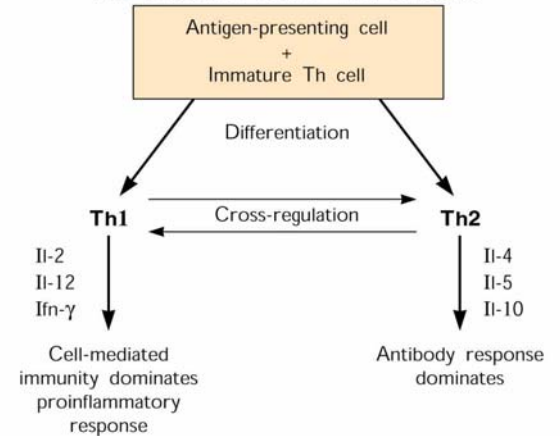 Antigen-presenting cell
+
Immature Th cell
Differentiation
Cross-regulation
Th1
Th2
Il-2
Il-12
Ifn-γ
Il-4
Il-5
Il-10
Cell-mediated
immunity dominates
proinflammatory
response
Antibody response
dominates